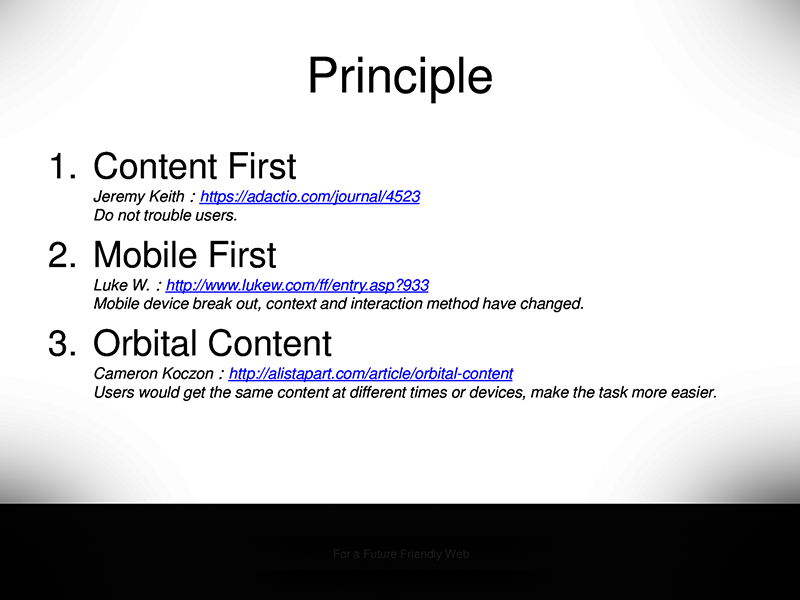 Principle
1. Content First
Jeremy Keith : https://adactio.com/journal/4523
Do not trouble users.
2. Mobile First
Luke W. : http://www.lukew.com/ff/entry.asp?933
Mobile device break out, context and interaction method have changed.
3. Orbital Content
Cameron Koczon : http://alistapart.com/article/orbital-content
Users would get the same content at different times or devices, make the task more easier.
For a Future Friendly Web